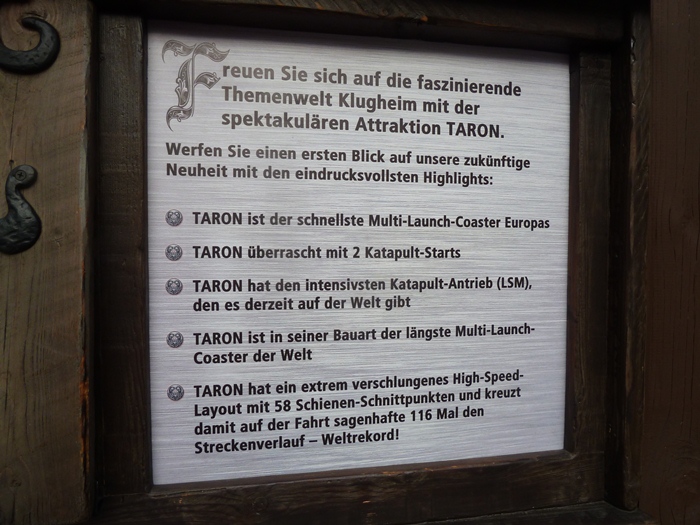 Freuen Sie sich auf die faszinierende
Themenwelt Klugheim mit der
spektakulären Attraktion TARON.
Werfen Sie einen ersten Blick auf unsere zukünftige
Neuheit mit den eindrucksvollsten Highlights:
TARON ist der schnellste Multi-Launch-Coaster Europas
TARON überrascht mit 2 Katapult-Starts
TARON hat den intensivsten Katapult-Antrieb (LSM),
den es derzeit auf der Welt gibt
TARON ist in seiner Bauart der längste Multi-Launch-
Coaster der Welt
TARON hat ein extrem verschlungenes High-Speed-
Layout mit 58 Schienen-Schnittpunkten und kreuzt
damit auf der Fahrt sagenhafte 116 Mal den
Streckenverlauf – Weltrekord!